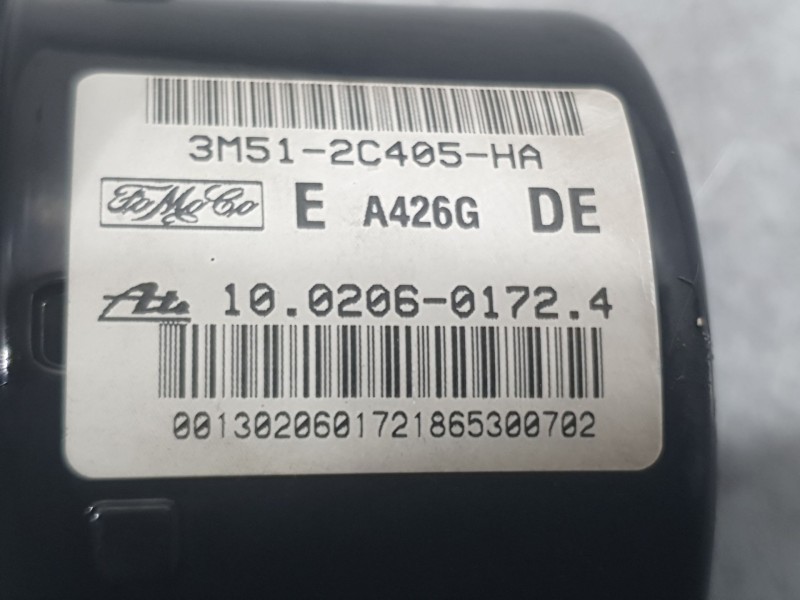 3M51-2C405-HA
FoMoCo E A426G DE
Ate 10.0206-0172.4
0013020601721865300702